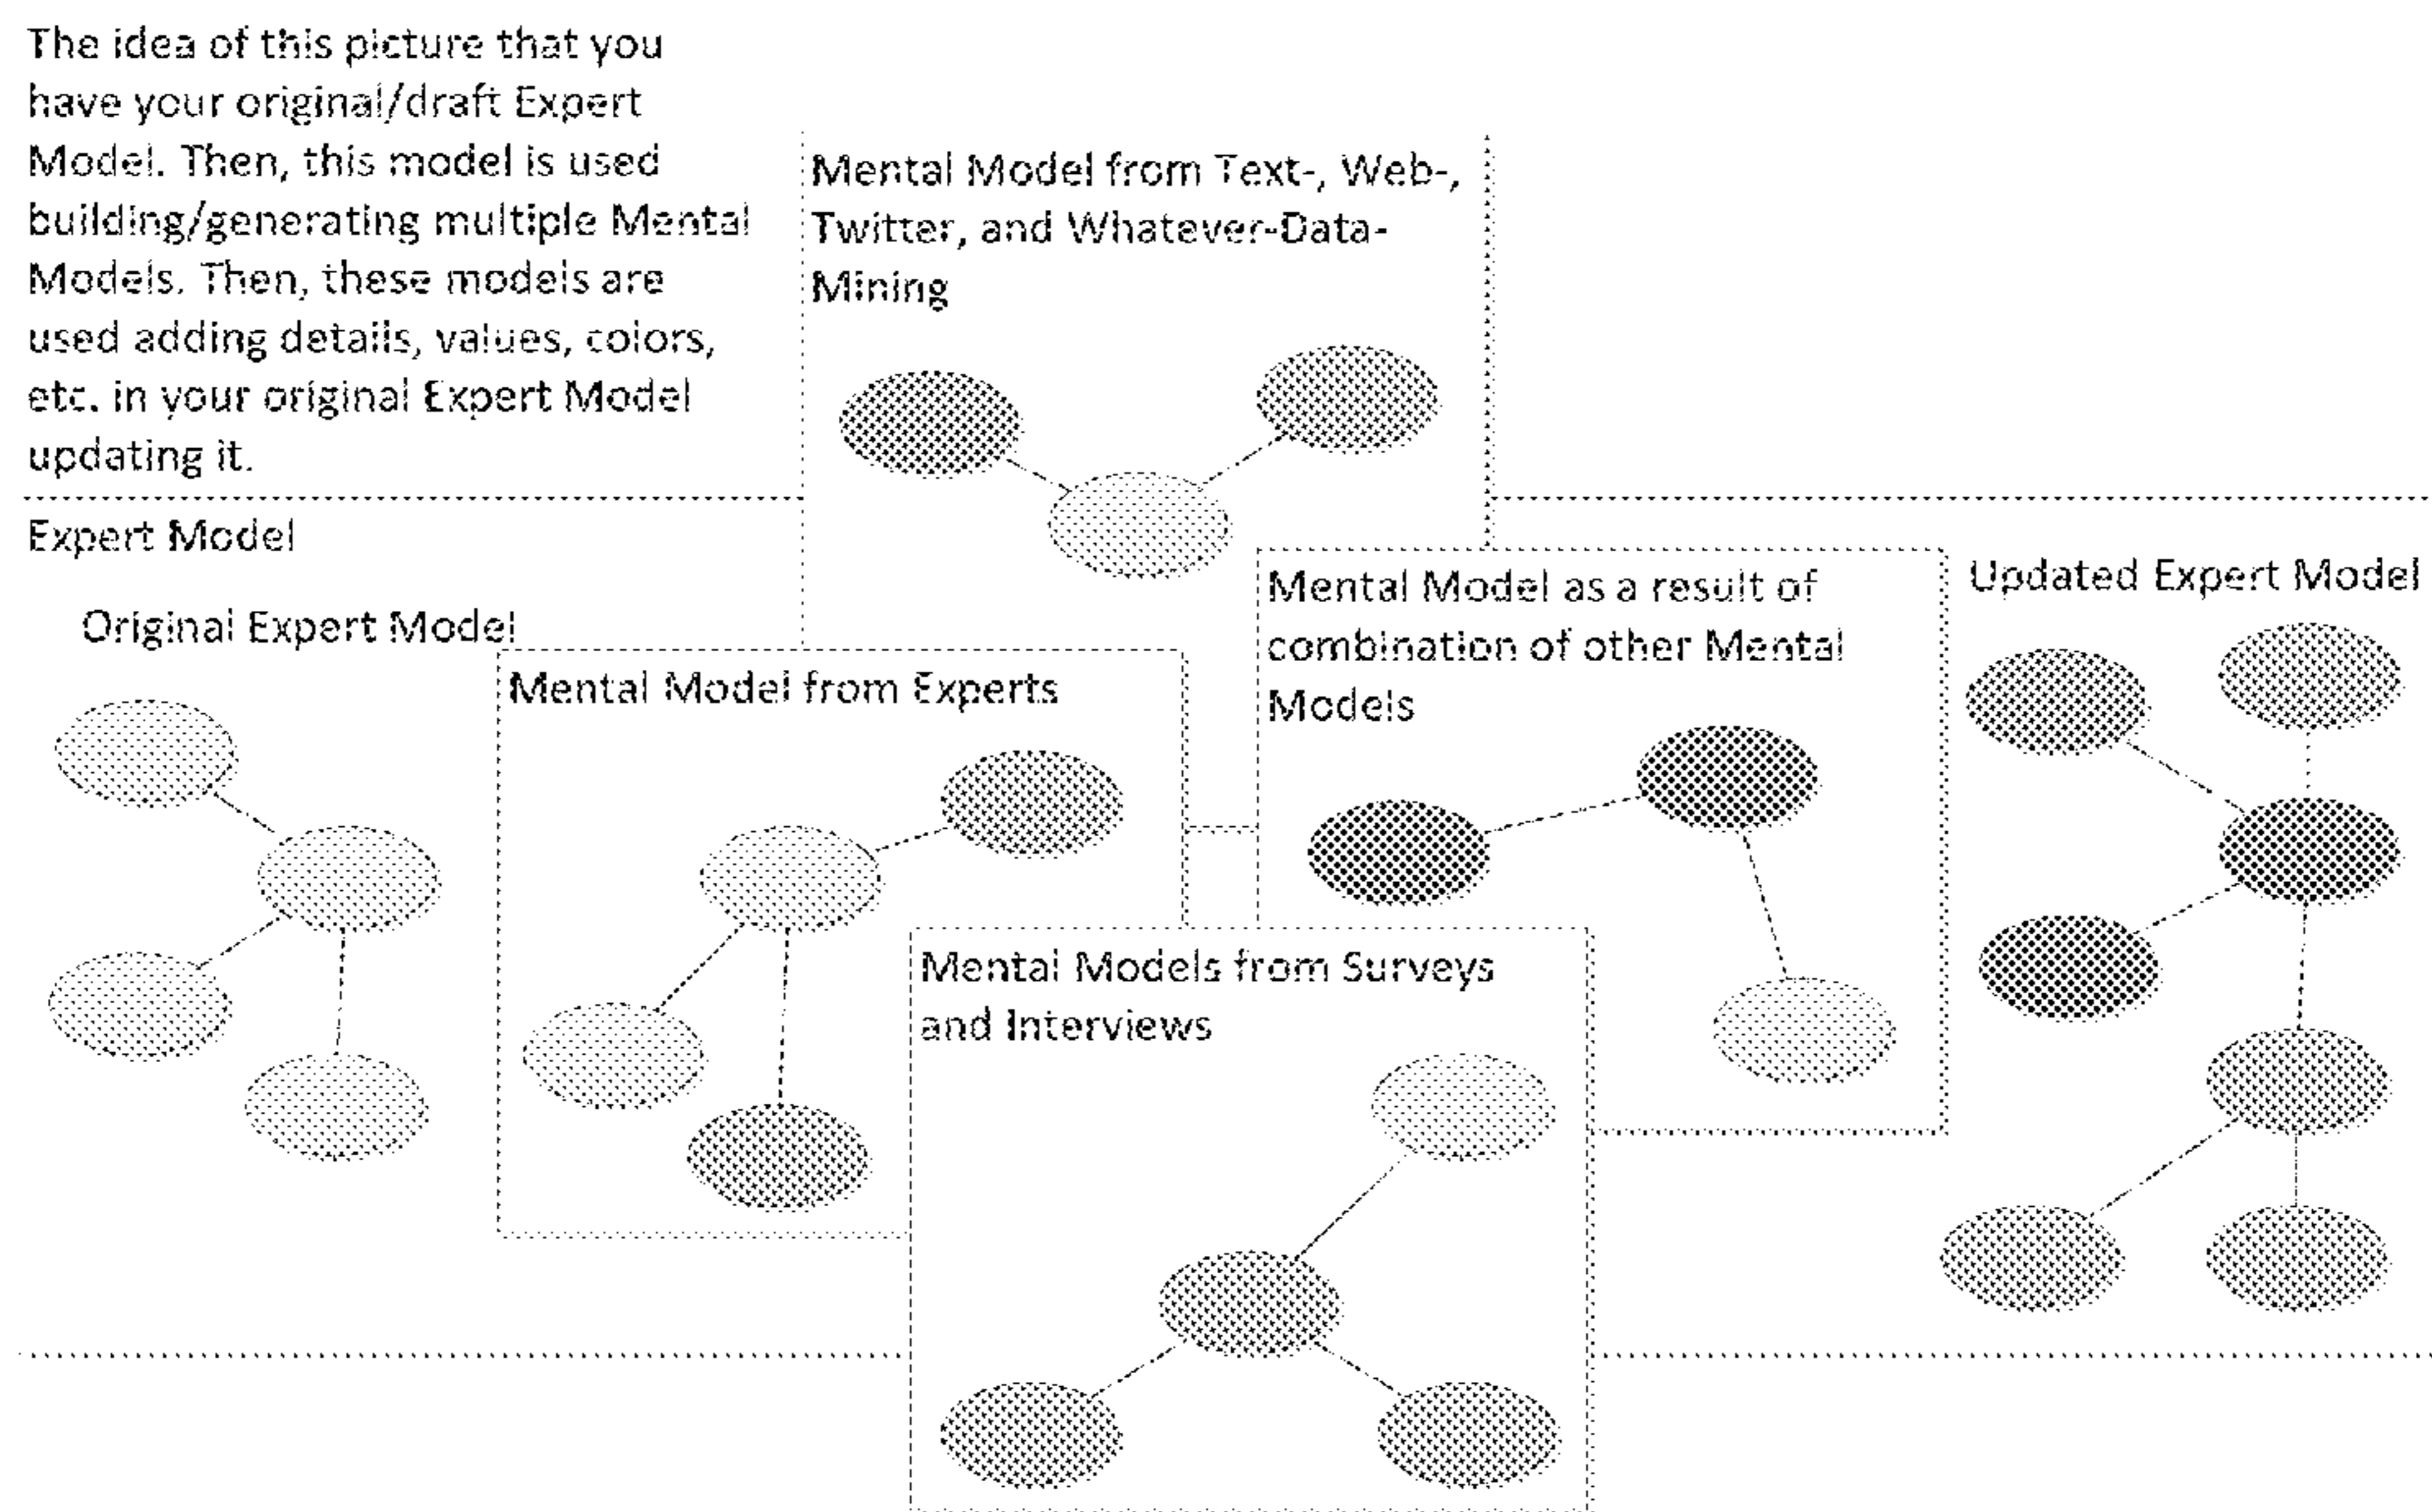 The idea of this picture that you
have your original/draft Expert
Model. Then, this model is used
building/generating multiple Mental
Models. Then, these models are
used adding details, values, colors,
etc. in your original Expert Model
updating it.
Mental Model from Text-, Web-,
Twitter, and Whatever-Data-
Mining
Expert Model
Original Expert Model
Mental Model from Experts
Mental Model as a result of
combination of other Mental
Models
Updated Expert Model
Mental Models from Surveys
and Interviews